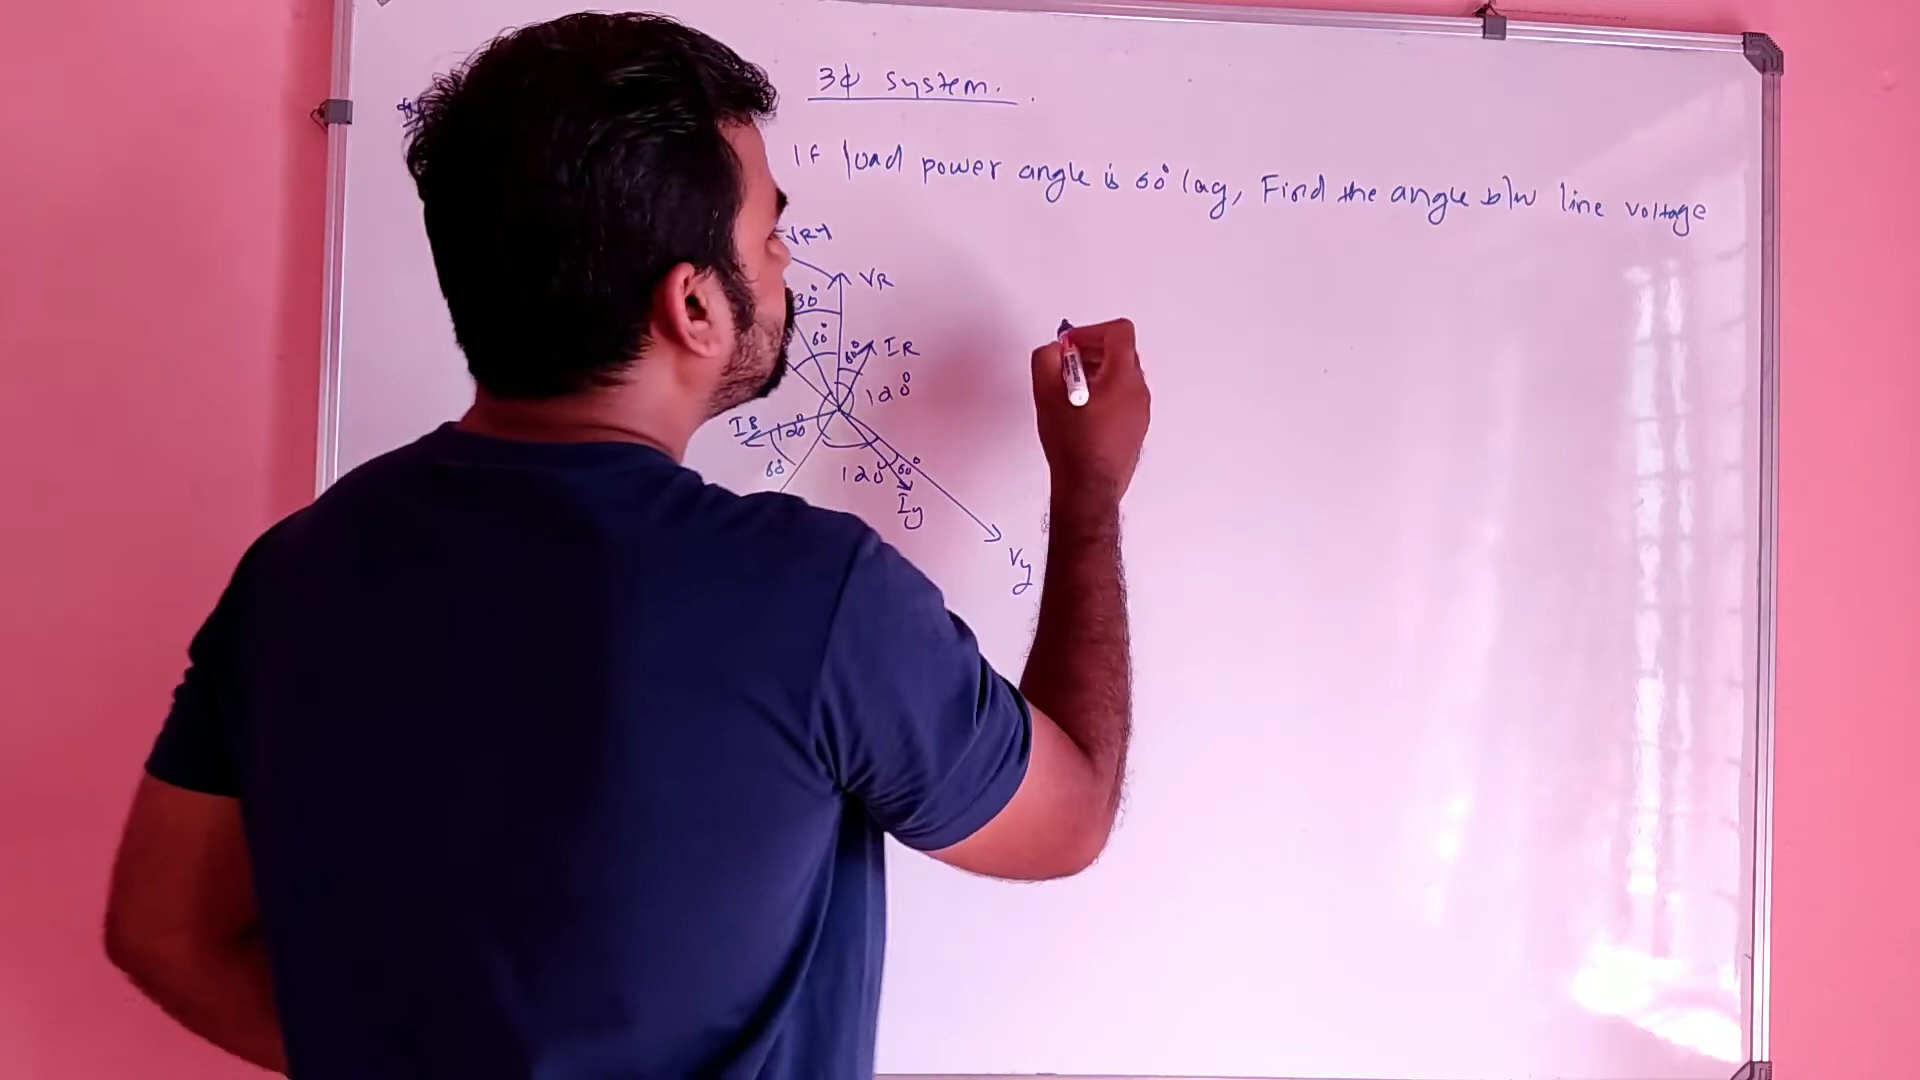 3ϕ system.
If load power angle is 60° lag, Find the angle b/w line voltage
VRY
VR
30°
60°
60°
IR
120°
IB
120°
60°
120°
60°
Iy
Vy